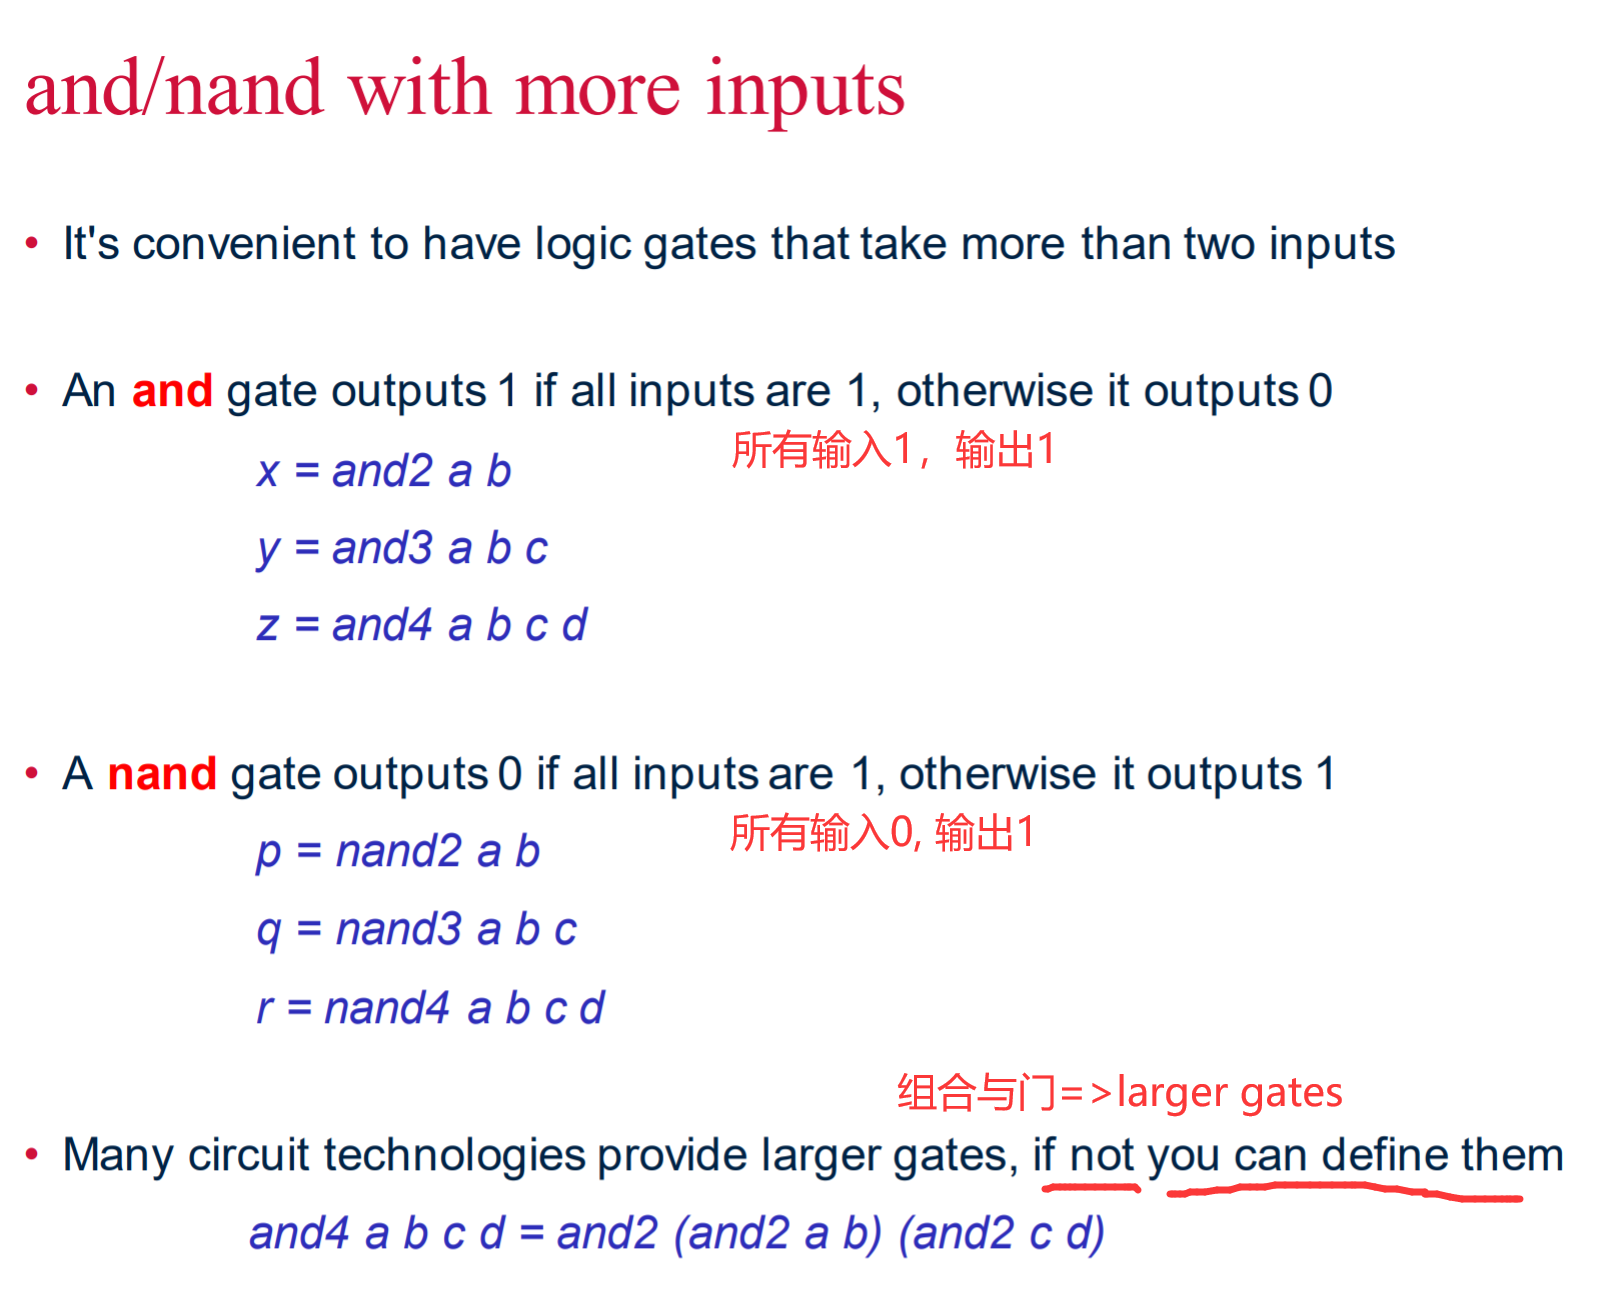 and/nand with more inputs
• It's convenient to have logic gates that take more than two inputs
• An and gate outputs 1 if all inputs are 1, otherwise it outputs 0
所有输入1，输出1
x = and2 a b
y = and3 a b c
z = and4 a b c d
• A nand gate outputs 0 if all inputs are 1, otherwise it outputs 1
所有输入0, 输出1
p = nand2 a b
q = nand3 a b c
r = nand4 a b c d
组合与门=>larger gates
• Many circuit technologies provide larger gates, if not you can define them
and4 a b c d = and2 (and2 a b) (and2 c d)